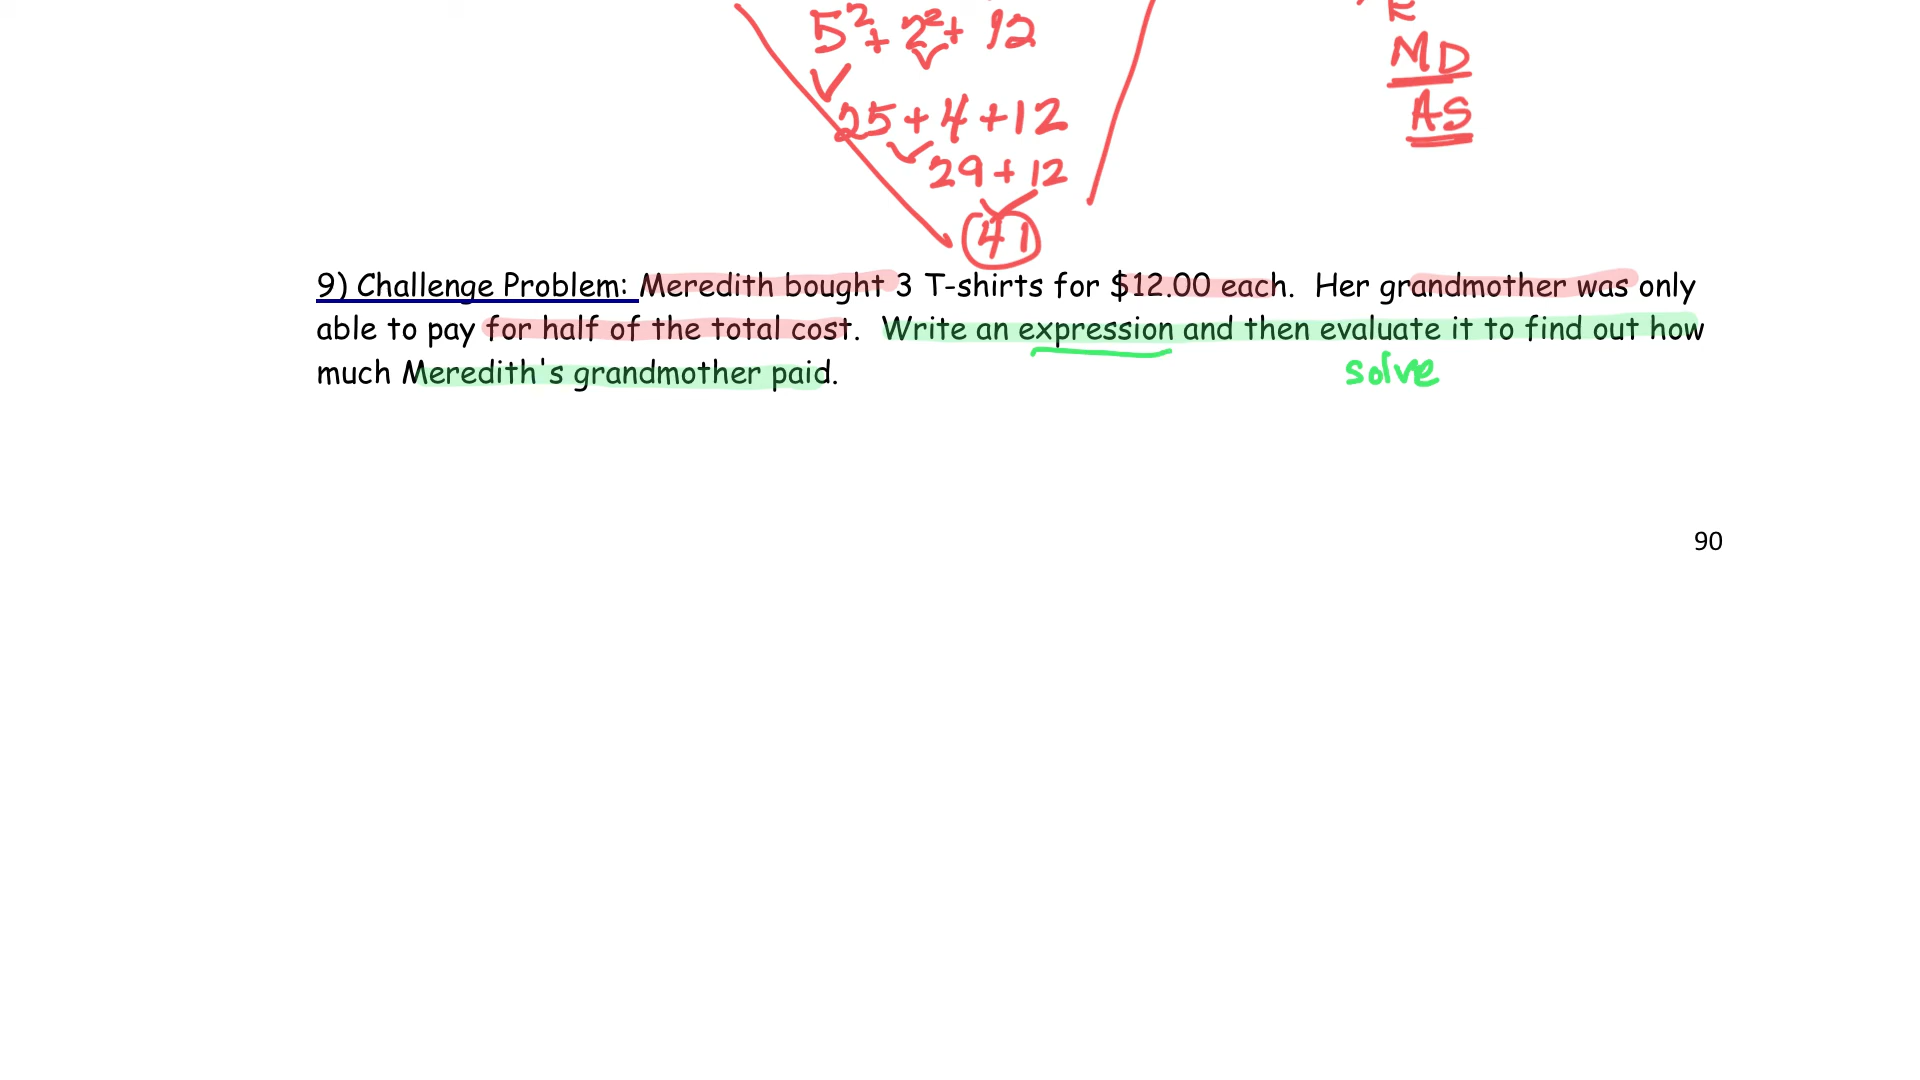 5² + 2² + 12
E
MD
25 + 4 + 12
AS
29 + 12
41
9) Challenge Problem: Meredith bought 3 T-shirts for $12.00 each. Her grandmother was only
able to pay for half of the total cost. Write an expression and then evaluate it to find out how
much Meredith's grandmother paid.
solve
90